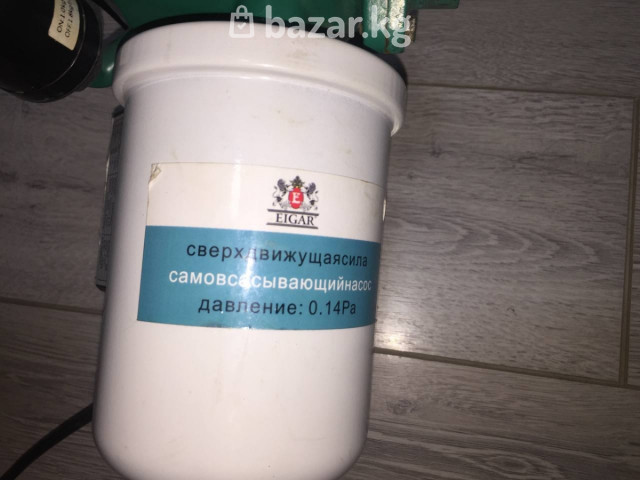 bazar.kg
E
EIGAR
сверхдвижущаясила
самовсасывающийнасос
давление: 0.14Pa